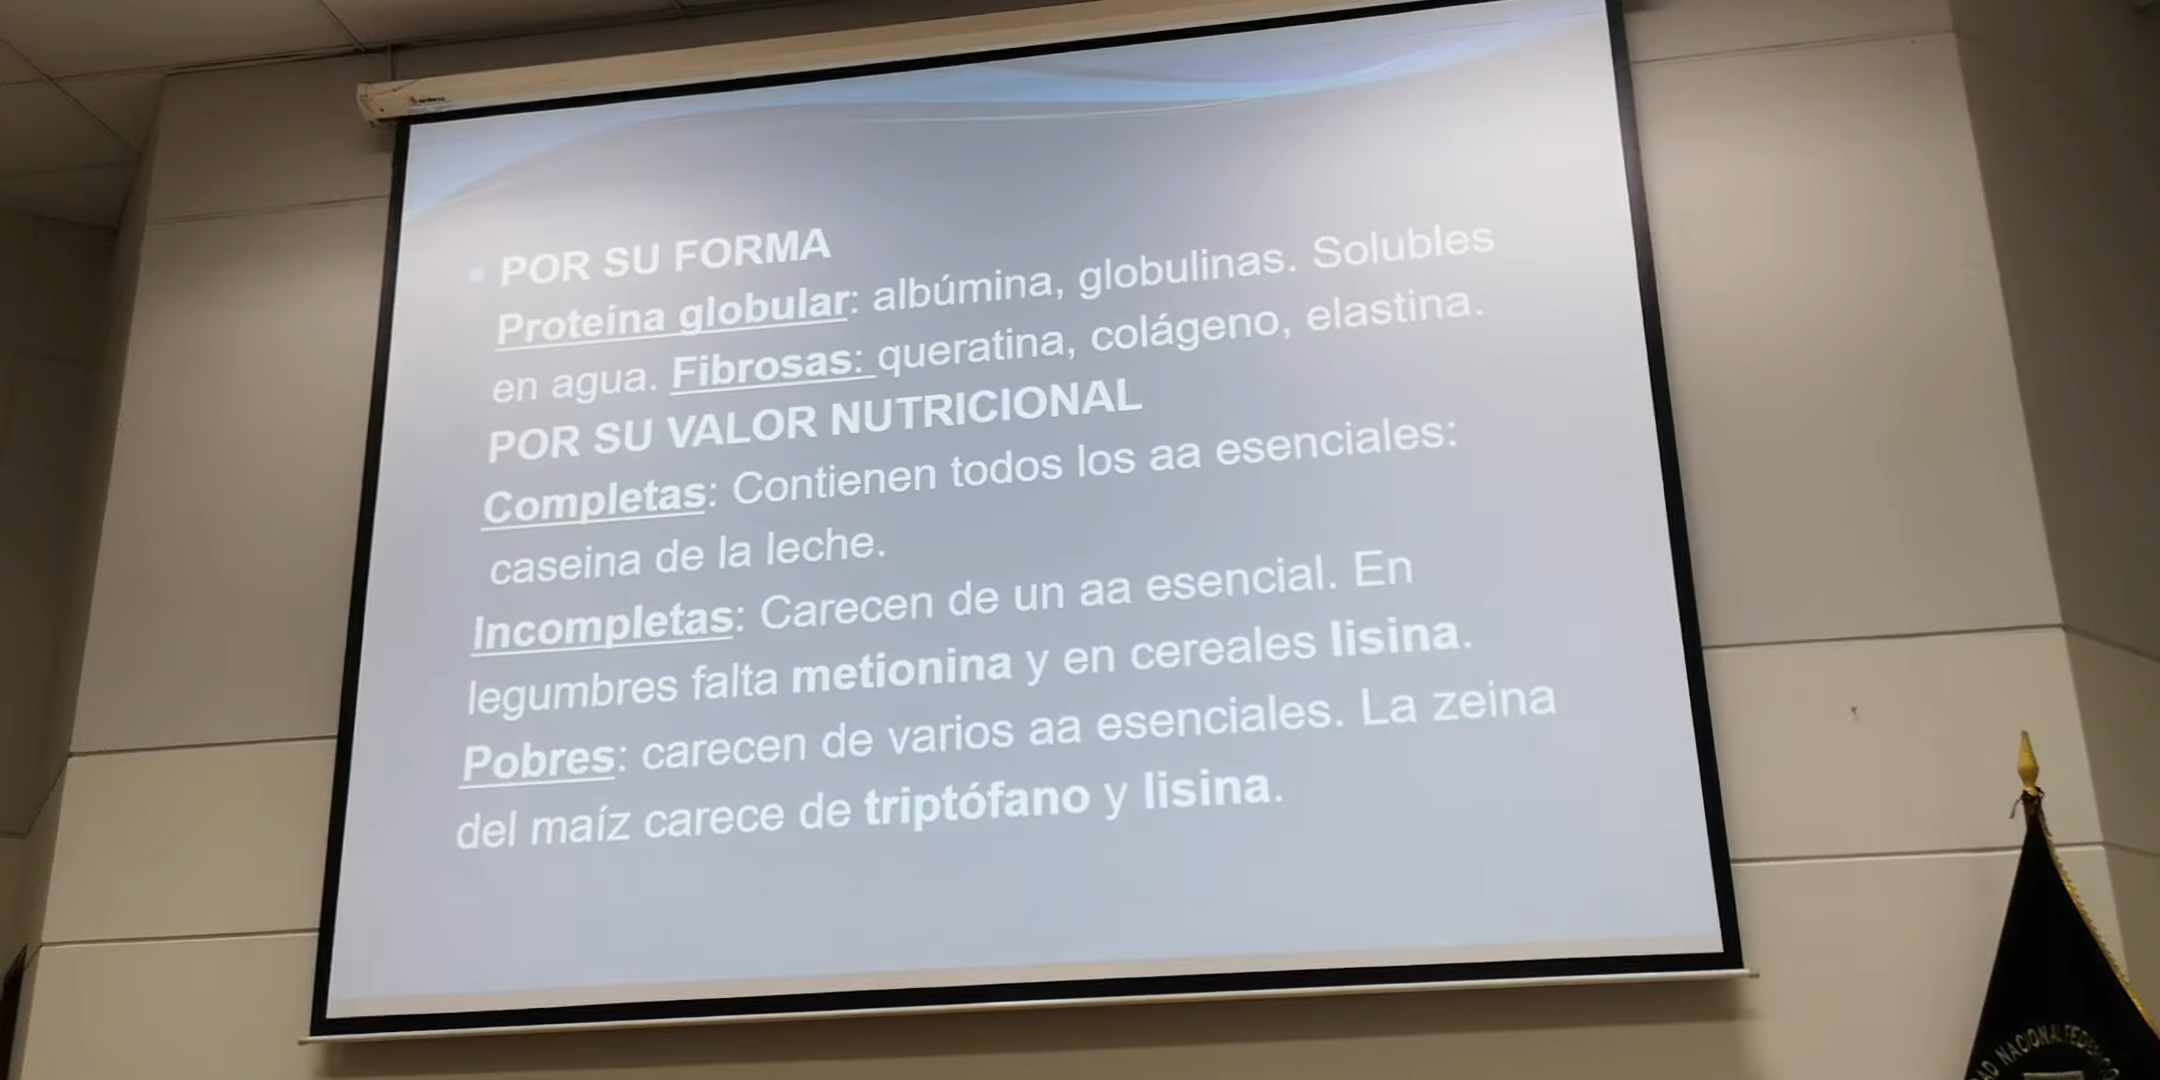 POR SU FORMA
Proteína globular: albúmina, globulinas. Solubles
en agua. Fibrosas: queratina, colágeno, elastina.
POR SU VALOR NUTRICIONAL
Completas: Contienen todos los aa esenciales:
caseina de la leche.
Incompletas: Carecen de un aa esencial. En
legumbres falta metionina y en cereales lisina.
Pobres: carecen de varios aa esenciales. La zeina
del maíz carece de triptófano y lisina.
NACIONAL